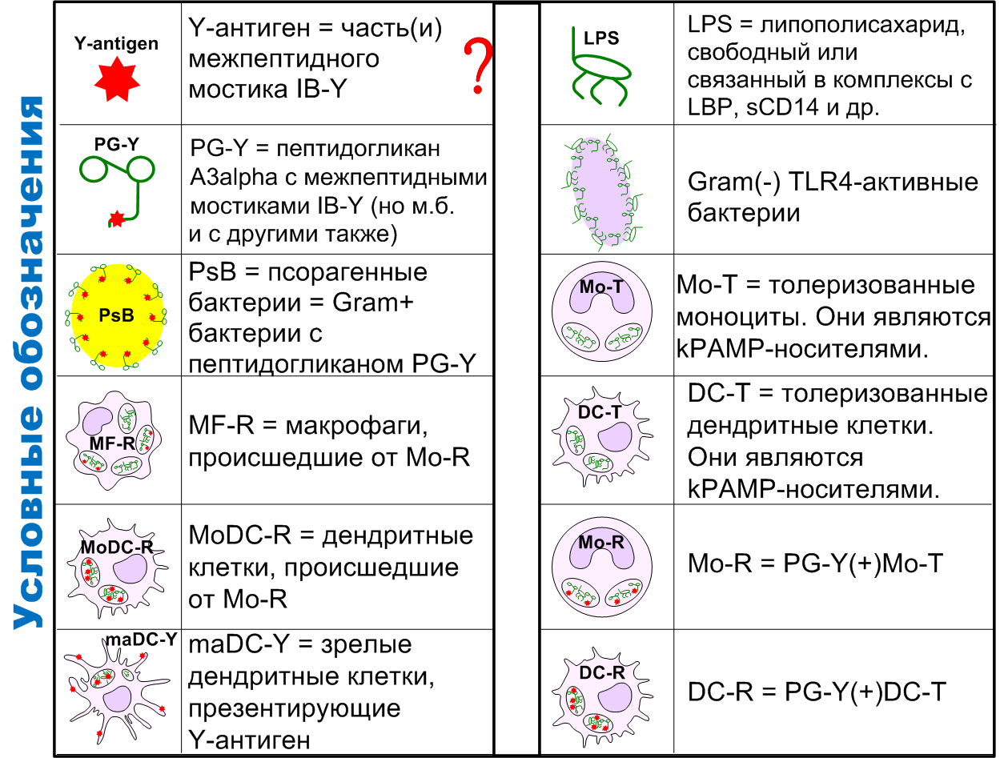 Условные обозначения
Y-antigen
Y-антиген = часть(и)
межпептидного
мостика IB-Y
?
PG-Y
PG-Y = пептидогликан
A3alpha с межпептидными
мостиками IB-Y (но м.б.
и с другими также)
PsB
PsB = псорагенные
бактерии = Gram+
бактерии с
пептидогликаном PG-Y
MF-R
MF-R = макрофаги,
происшедшие от Mo-R
MoDC-R
MoDC-R = дендритные
клетки, происшедшие
от Mo-R
maDC-Y
maDC-Y = зрелые
дендритные клетки,
презентирующие
Y-антиген
LPS
LPS = липополисахарид,
свободный или
связанный в комплексы с
LBP, sCD14 и др.
Gram(-) TLR4-активные
бактерии
Mo-T
Mo-T = толеризованные
моноциты. Они являются
kPAMP-носителями.
DC-T
DC-T = толеризованные
дендритные клетки.
Они являются
kPAMP-носителями.
Mo-R
Mo-R = PG-Y(+)Mo-T
DC-R
DC-R = PG-Y(+)DC-T